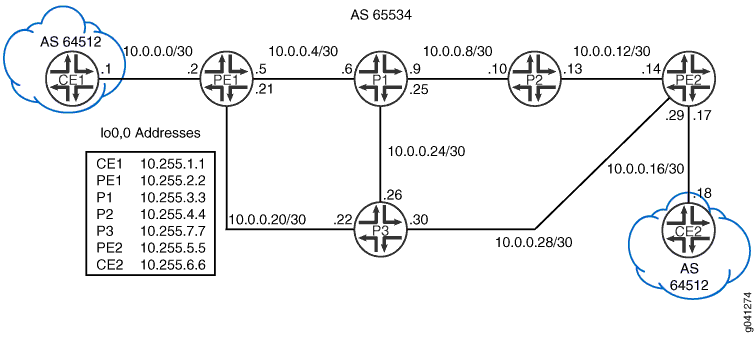 AS 65534
AS 64512
10.0.0.0/30
10.0.0.4/30
10.0.0.8/30
10.0.0.12/30
CE1
.1
.2
PE1
.5
.6
P1
.9
.10
P2
.13
.14
PE2
.21
.25
.29
.17
lo0,0 Addresses
CE1 10.255.1.1
PE1 10.255.2.2
P1 10.255.3.3
P2 10.255.4.4
P3 10.255.7.7
PE2 10.255.5.5
CE2 10.255.6.6
10.0.0.24/30
10.0.0.16/30
.26
.18
10.0.0.20/30
.22
P3
.30
10.0.0.28/30
CE2
AS
64512
g041274